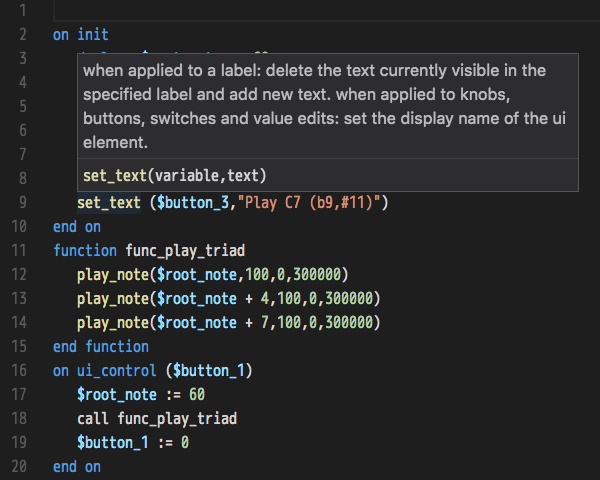 1
2 on init
3
when applied to a label: delete the text currently visible in the
4
specified label and add new text. when applied to knobs,
5
buttons, switches and value edits: set the display name of the ui
6
element.
7
8 set_text(variable,text)
9 set_text ($button_3,"Play C7 (b9,#11)")
10 end on
11 function func_play_triad
12 play_note($root_note,100,0,300000)
13 play_note($root_note + 4,100,0,300000)
14 play_note($root_note + 7,100,0,300000)
15 end function
16 on ui_control ($button_1)
17 $root_note := 60
18 call func_play_triad
19 $button_1 := 0
20 end on